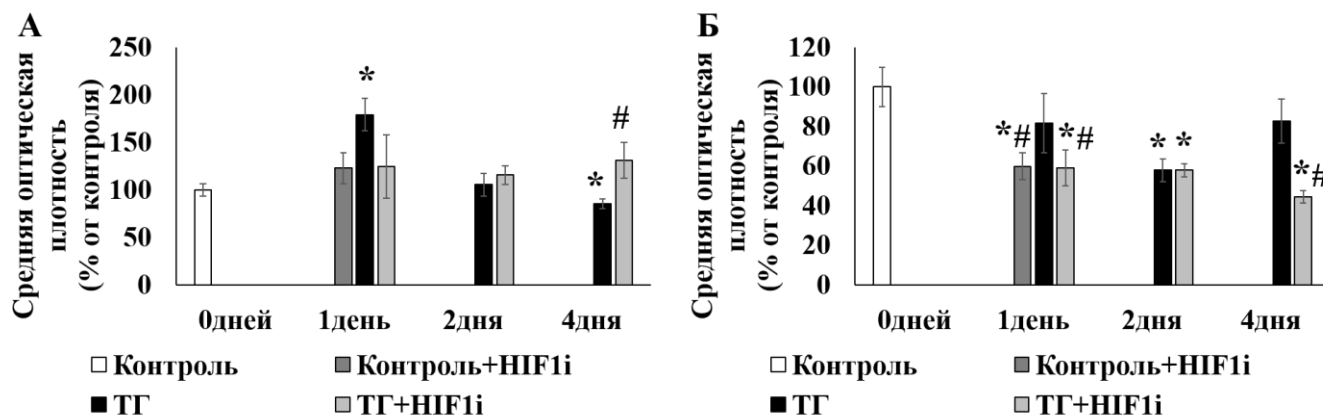 А
Средняя оптическая
плотность
(% от контроля)
250
200
150
100
50
0
*
*
#
0дней 1день 2дня 4дня
Контроль Контроль+HIF1i
ТГ ТГ+HIF1i
Б
Средняя оптическая
плотность
(% от контроля)
120
100
80
60
40
20
0
*# *# * * *#
0дней 1день 2дня 4дня
Контроль Контроль+HIF1i
ТГ ТГ+HIF1i